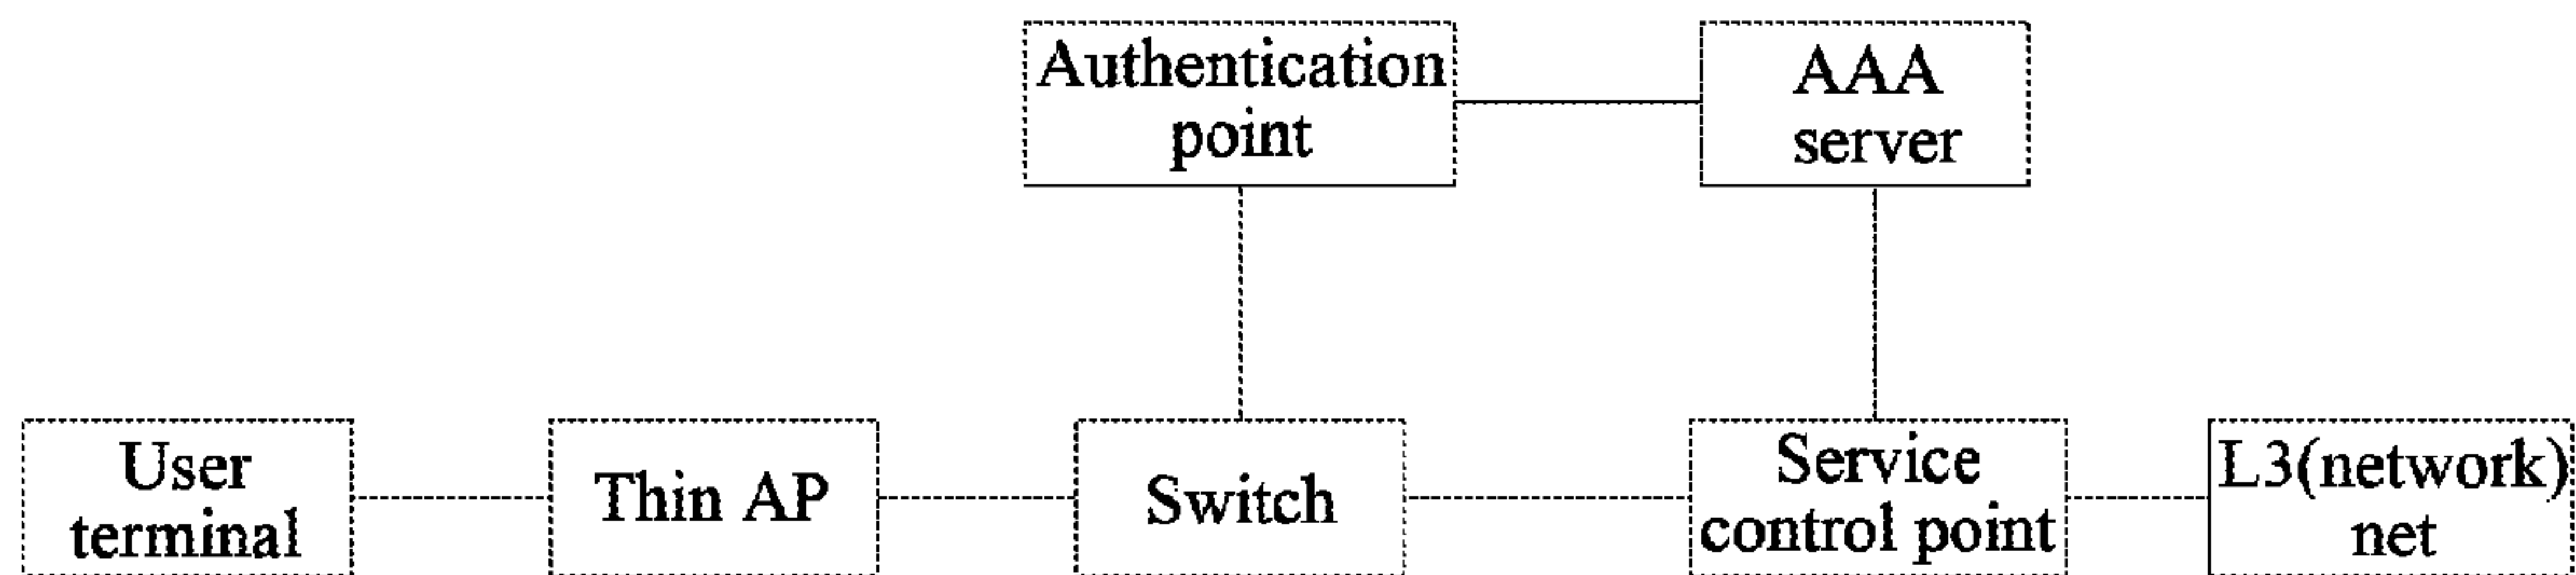 Authentication
point
AAA
server
User
terminal
Thin AP
Switch
Service
control point
L3(network)
net